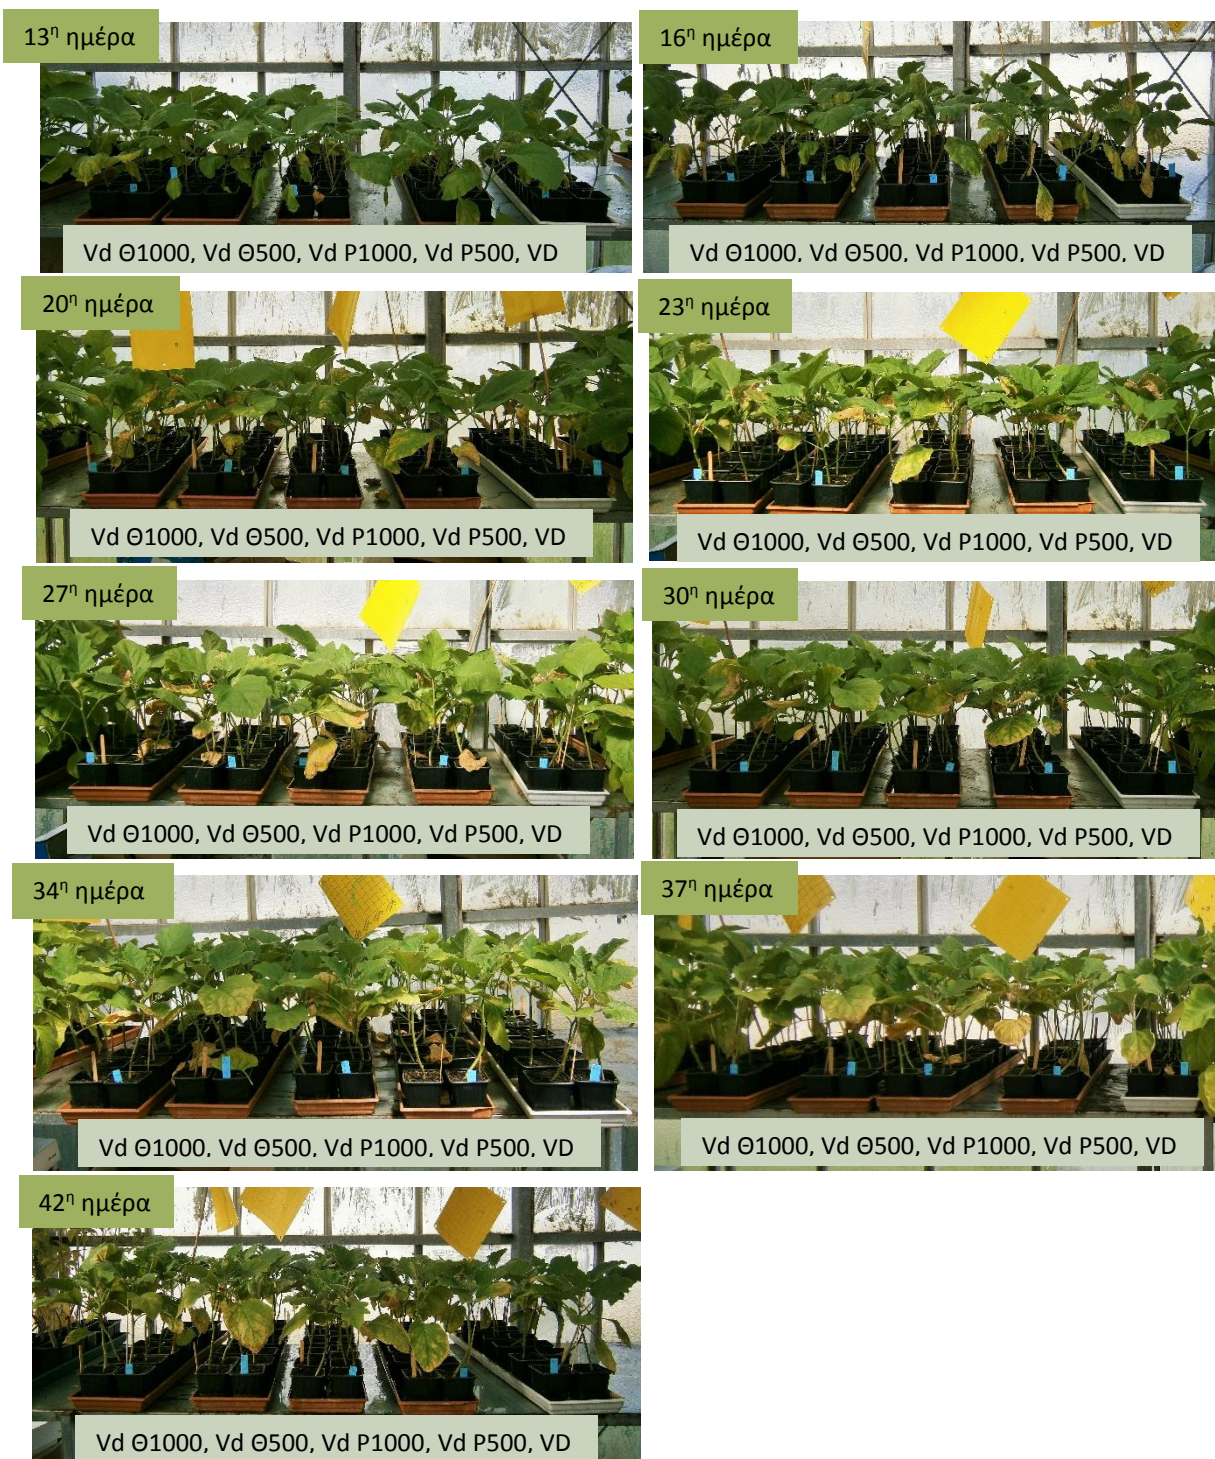 13η ημέρα
Vd Θ1000, Vd Θ500, Vd P1000, Vd P500, VD
16η ημέρα
Vd Θ1000, Vd Θ500, Vd P1000, Vd P500, VD
20η ημέρα
Vd Θ1000, Vd Θ500, Vd P1000, Vd P500, VD
23η ημέρα
Vd Θ1000, Vd Θ500, Vd P1000, Vd P500, VD
27η ημέρα
Vd Θ1000, Vd Θ500, Vd P1000, Vd P500, VD
30η ημέρα
Vd Θ1000, Vd Θ500, Vd P1000, Vd P500, VD
34η ημέρα
Vd Θ1000, Vd Θ500, Vd P1000, Vd P500, VD
37η ημέρα
Vd Θ1000, Vd Θ500, Vd P1000, Vd P500, VD
42η ημέρα
Vd Θ1000, Vd Θ500, Vd P1000, Vd P500, VD